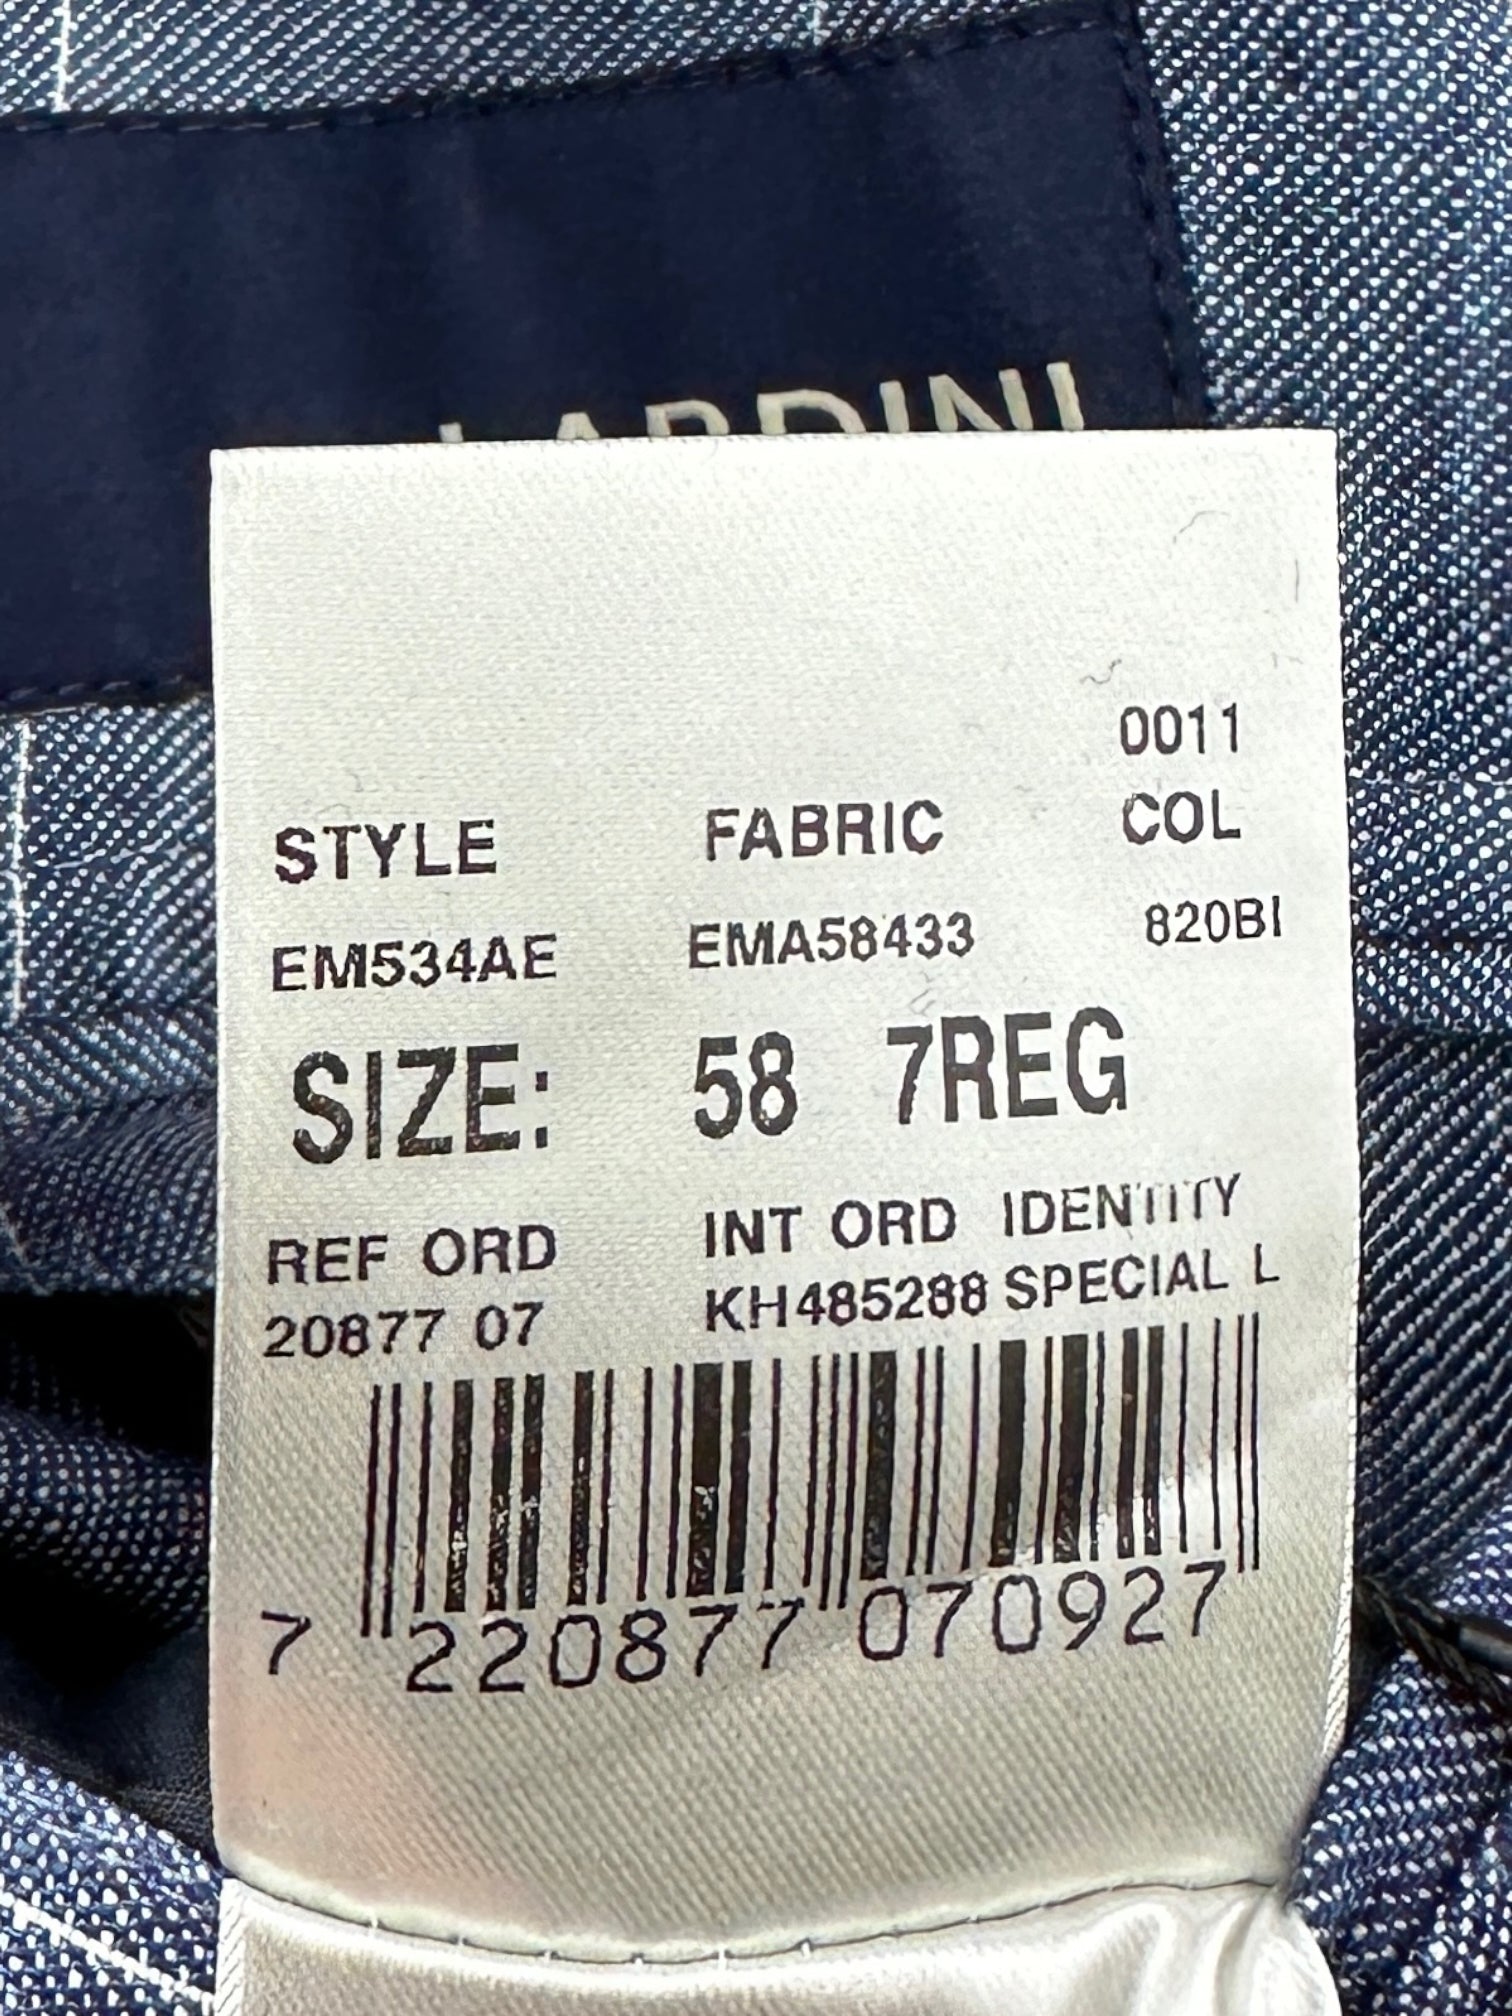 LARDINI
0011
STYLE FABRIC COL
EM534AE EMA58433 820BI
SIZE: 58 7REG
REF ORD INT ORD IDENTITY
20877 07 KH485288 SPECIAL L
7 220877 070927